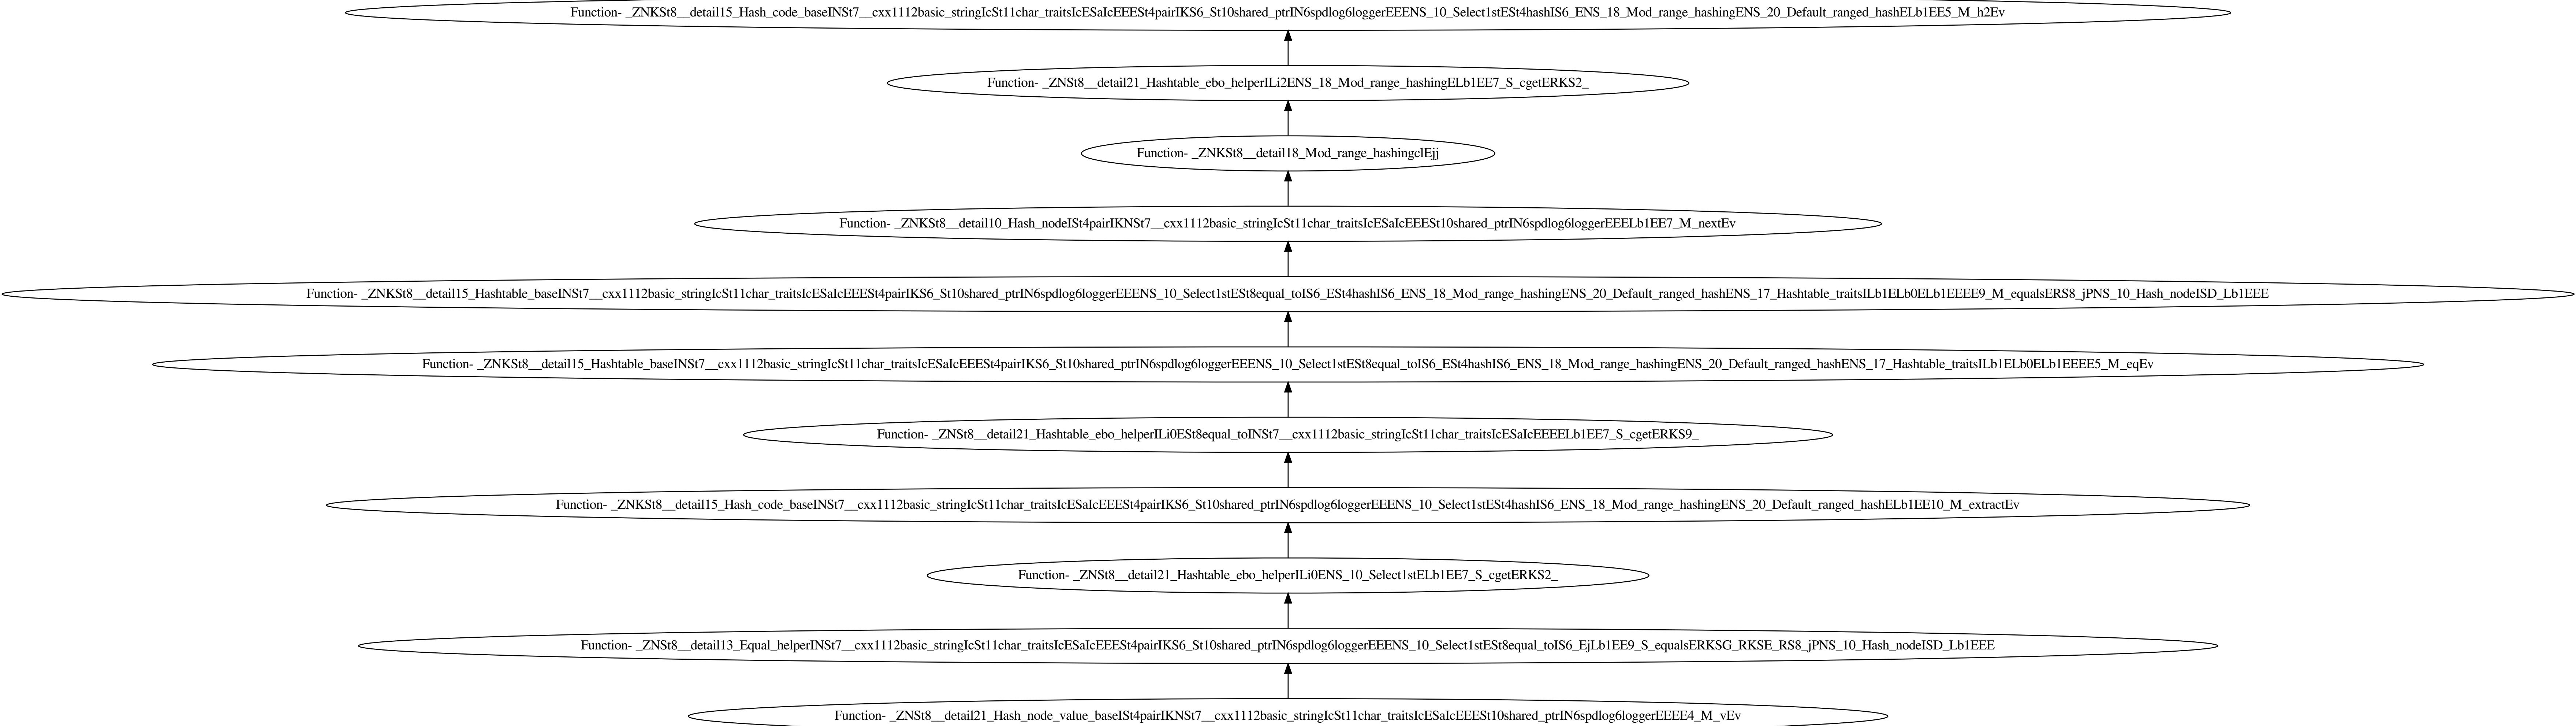 Function- _ZNKSt8__detail15_Hash_code_baseINSt7__cxx1112basic_stringIcSt11char_traitsIcESaIcEEESt4pairIKS6_St10shared_ptrIN6spdlog6loggerEEENS_10_Select1stESt4hashIS6_ENS_18_Mod_range_hashingENS_20_Default_ranged_hashELb1EE5_M_h2Ev
Function- _ZNSt8__detail21_Hashtable_ebo_helperILi2ENS_18_Mod_range_hashingELb1EE7_S_cgetERKS2_
Function- _ZNKSt8__detail18_Mod_range_hashingclEjj
Function- _ZNKSt8__detail10_Hash_nodeISt4pairIKNSt7__cxx1112basic_stringIcSt11char_traitsIcESaIcEEESt10shared_ptrIN6spdlog6loggerEEELb1EE7_M_nextEv
Function- _ZNKSt8__detail15_Hashtable_baseINSt7__cxx1112basic_stringIcSt11char_traitsIcESaIcEEESt4pairIKS6_St10shared_ptrIN6spdlog6loggerEEENS_10_Select1stESt8equal_toIS6_ESt4hashIS6_ENS_18_Mod_range_hashingENS_20_Default_ranged_hashENS_17_Hashtable_traitsILb1ELb0ELb1EEEE9_M_equalsERS8_jPNS_10_Hash_nodeISD_Lb1EEE
Function- _ZNKSt8__detail15_Hashtable_baseINSt7__cxx1112basic_stringIcSt11char_traitsIcESaIcEEESt4pairIKS6_St10shared_ptrIN6spdlog6loggerEEENS_10_Select1stESt8equal_toIS6_ESt4hashIS6_ENS_18_Mod_range_hashingENS_20_Default_ranged_hashENS_17_Hashtable_traitsILb1ELb0ELb1EEEE5_M_eqEv
Function- _ZNSt8__detail21_Hashtable_ebo_helperILi0ESt8equal_toINSt7__cxx1112basic_stringIcSt11char_traitsIcESaIcEEEELb1EE7_S_cgetERKS9_
Function- _ZNKSt8__detail15_Hash_code_baseINSt7__cxx1112basic_stringIcSt11char_traitsIcESaIcEEESt4pairIKS6_St10shared_ptrIN6spdlog6loggerEEENS_10_Select1stESt4hashIS6_ENS_18_Mod_range_hashingENS_20_Default_ranged_hashELb1EE10_M_extractEv
Function- _ZNSt8__detail21_Hashtable_ebo_helperILi0ENS_10_Select1stELb1EE7_S_cgetERKS2_
Function- _ZNSt8__detail13_Equal_helperINSt7__cxx1112basic_stringIcSt11char_traitsIcESaIcEEESt4pairIKS6_St10shared_ptrIN6spdlog6loggerEEENS_10_Select1stESt8equal_toIS6_EjLb1EE9_S_equalsERKSG_RKSE_RS8_jPNS_10_Hash_nodeISD_Lb1EEE
Function- _ZNSt8__detail21_Hash_node_value_baseISt4pairIKNSt7__cxx1112basic_stringIcSt11char_traitsIcESaIcEEESt10shared_ptrIN6spdlog6loggerEEEE4_M_vEv